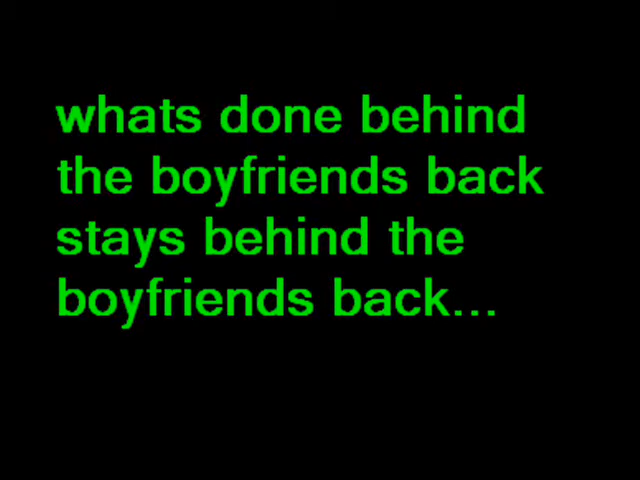 whats done behind
the boyfriends back
stays behind the
boyfriends back...